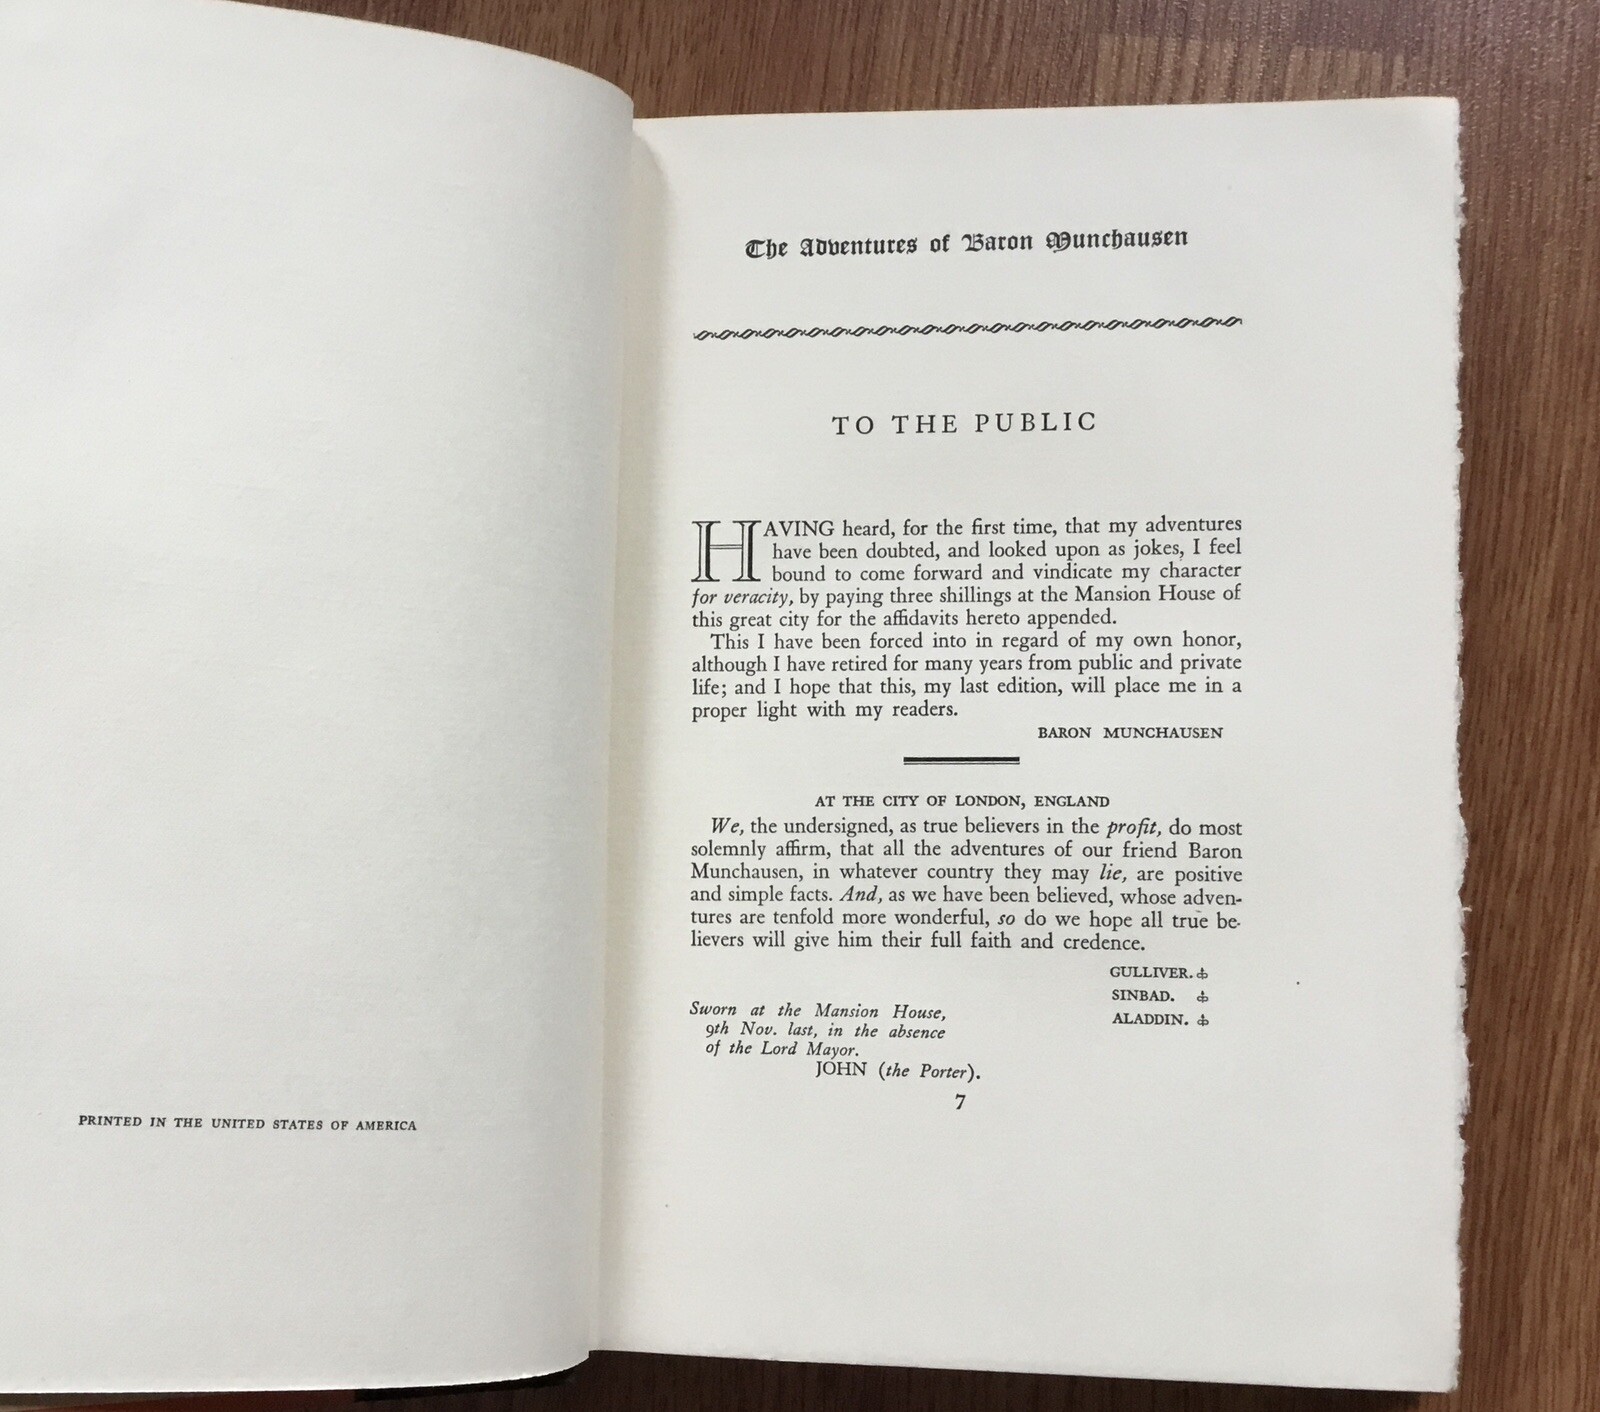 PRINTED IN THE UNITED STATES OF AMERICA
The Adventures of Baron Munchausen
TO THE PUBLIC
HAVING heard, for the first time, that my adventures
have been doubted, and looked upon as jokes, I feel
bound to come forward and vindicate my character
for veracity, by paying three shillings at the Mansion House of
this great city for the affidavits hereto appended.
This I have been forced into in regard of my own honor,
although I have retired for many years from public and private
life; and I hope that this, my last edition, will place me in a
proper light with my readers.
BARON MUNCHAUSEN
AT THE CITY OF LONDON, ENGLAND
We, the undersigned, as true believers in the profit, do most
solemnly affirm, that all the adventures of our friend Baron
Munchausen, in whatever country they may lie, are positive
and simple facts. And, as we have been believed, whose adven-
tures are tenfold more wonderful, so do we hope all true be-
lievers will give him their full faith and credence.
GULLIVER.
SINBAD.
ALADDIN.
Sworn at the Mansion House,
9th Nov. last, in the absence
of the Lord Mayor.
JOHN (the Porter).
7